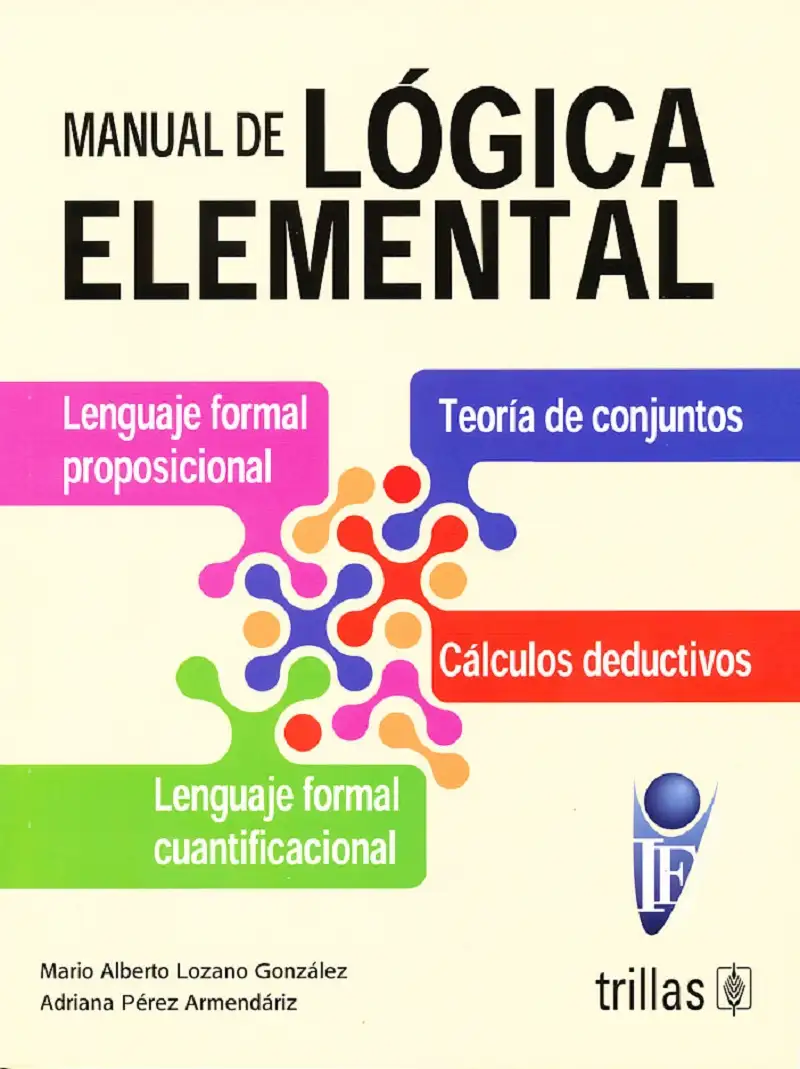 MANUAL DE LÓGICA
ELEMENTAL
Lenguaje formal
proposicional
Teoría de conjuntos
Cálculos deductivos
Lenguaje formal
cuantificacional
IF
Mario Alberto Lozano González
Adriana Pérez Armendáriz
trillas